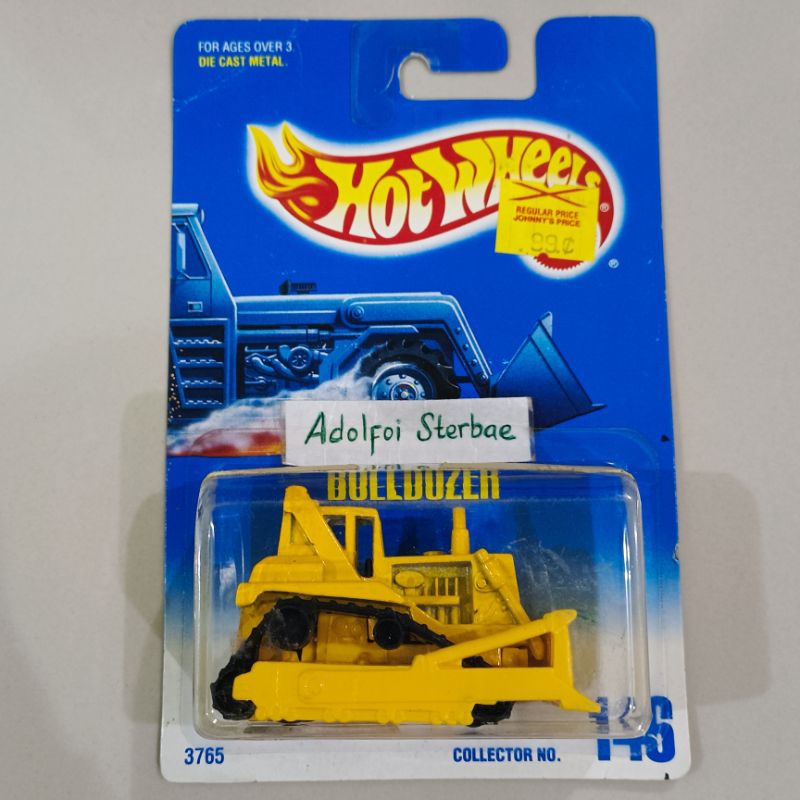 FOR AGES OVER 3
DIE CAST METAL.
HOT WHEELS
®
REGULAR PRICE
JOHNNY'S PRICE
.99¢
®
Adolfoi Sterbae
BULLDOZER
3765
COLLECTOR NO. 146